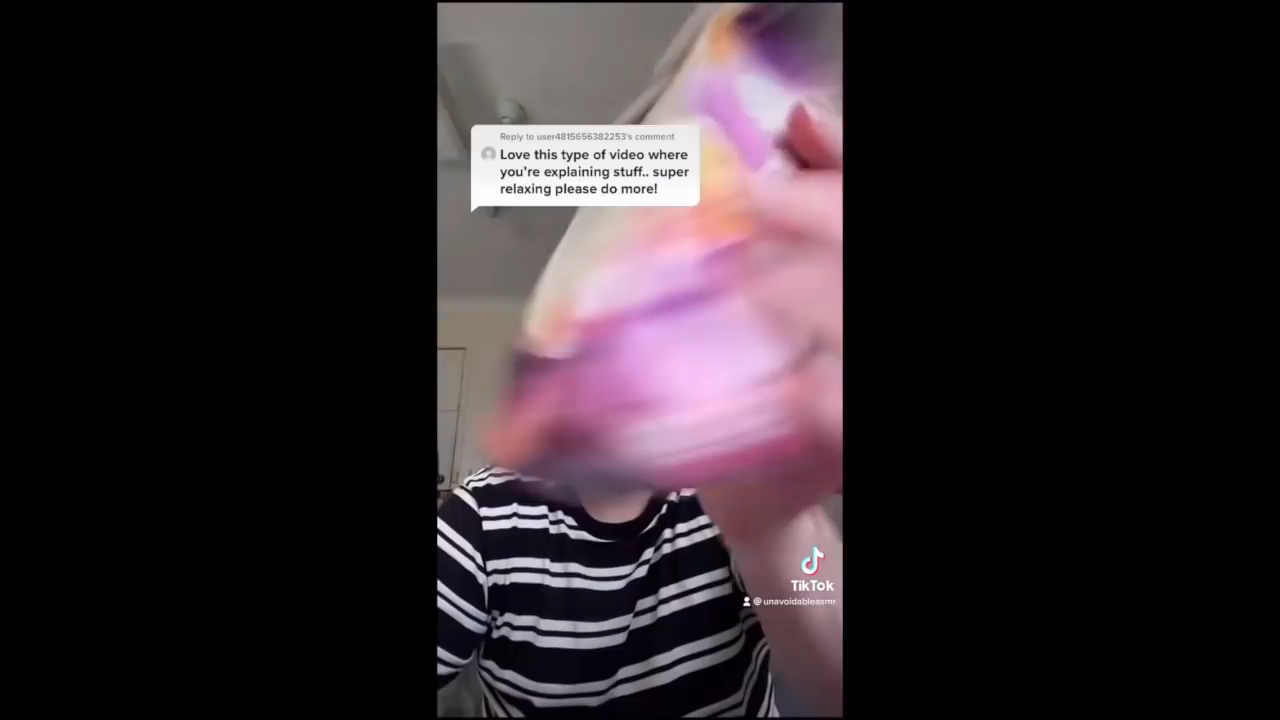 Reply to user4815656382253's comment
Love this type of video where
you're explaining stuff.. super
relaxing please do more!
TikTok
@unavoidableasmr